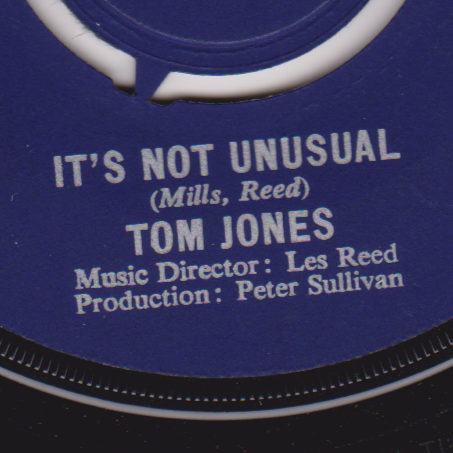 IT'S NOT UNUSUAL
(Mills, Reed)
TOM JONES
Music Director: Les Reed
Production: Peter Sullivan